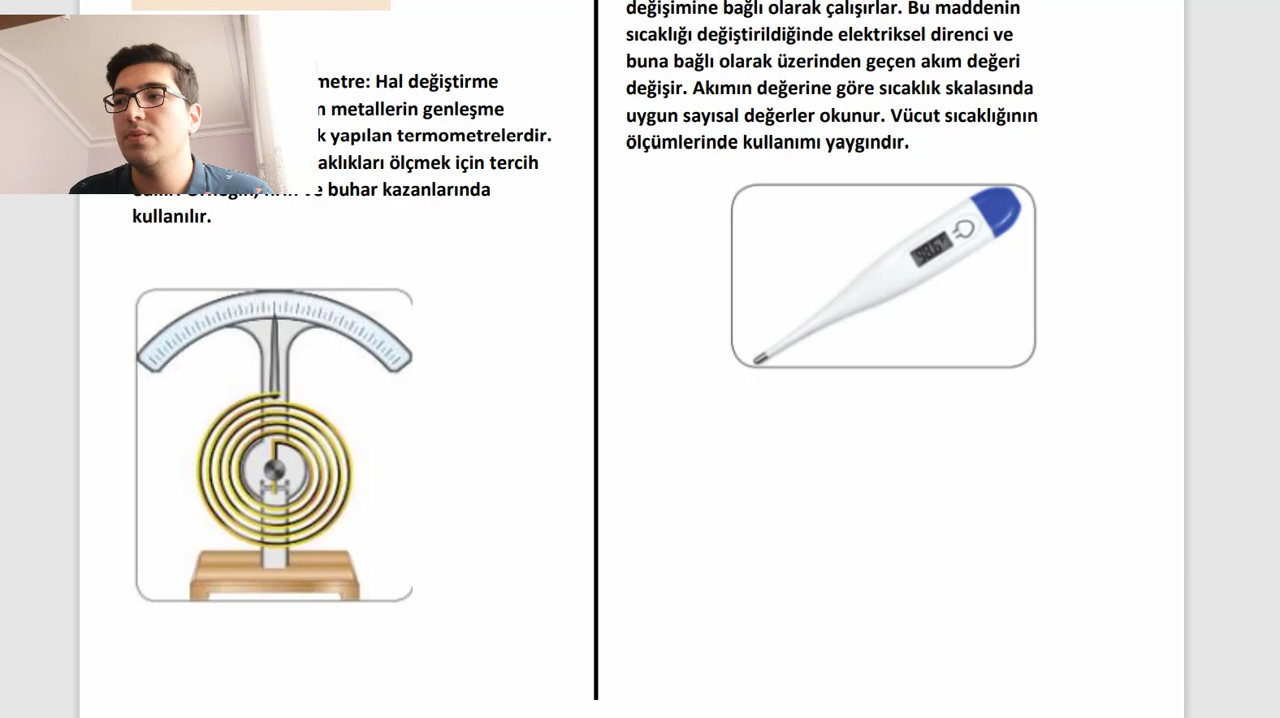 metre: Hal değiştirme
metallerin genleşme
yapılan termometrelerdir.
ölçmek için tercih
buhar kazanlarında
kullanılır.
değişimine bağlı olarak çalışırlar. Bu maddenin
sıcaklığı değiştirildiğinde elektriksel direnci ve
buna bağlı olarak üzerinden geçen akım değeri
değişir. Akımın değerine göre sıcaklık skalasında
uygun sayısal değerler okunur. Vücut sıcaklığının
ölçümlerinde kullanımı yaygındır.